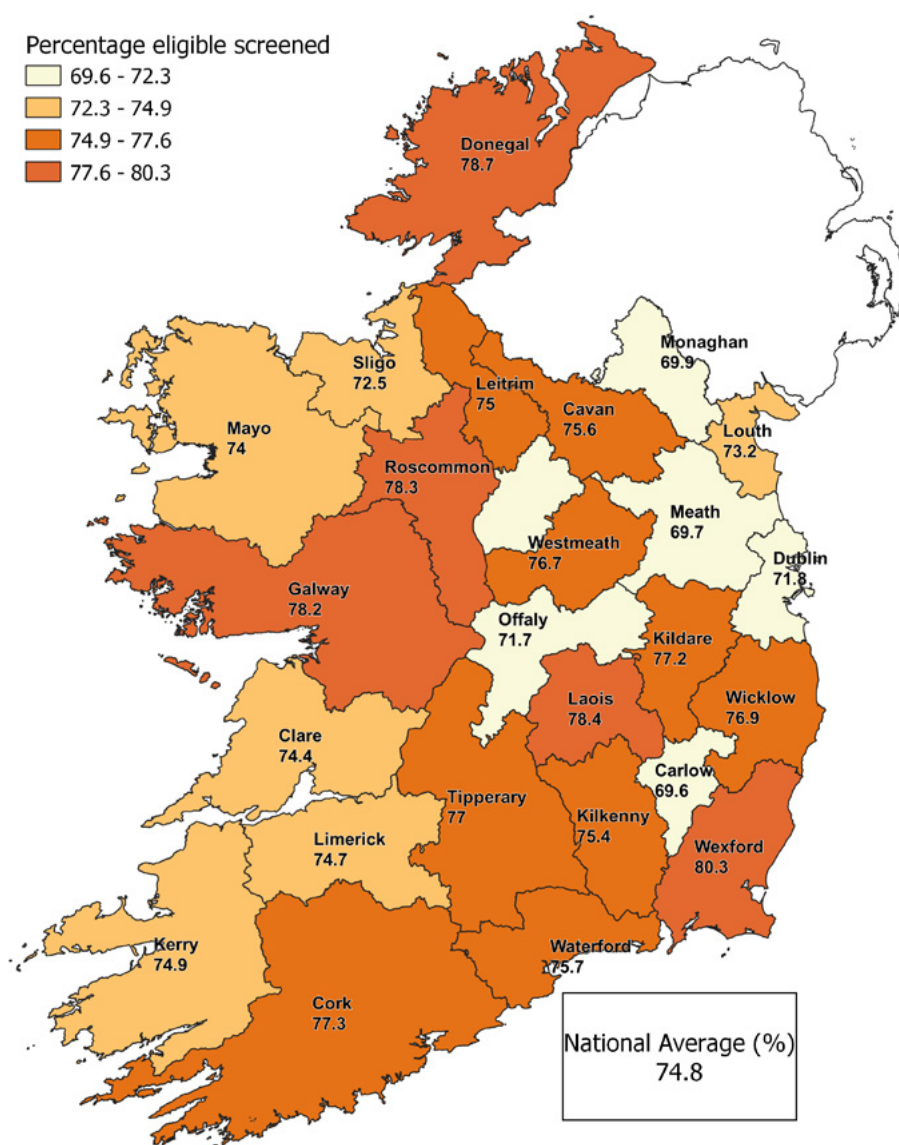 Percentage eligible screened
69.6 - 72.3
72.3 - 74.9
74.9 - 77.6
77.6 - 80.3
Donegal
78.7
Monaghan
69.9
Sligo
72.5
Leitrim
75
Cavan
75.6
Louth
73.2
Mayo
74
Roscommon
78.3
Meath
69.7
Westmeath
76.7
Dublin
71.8
Galway
78.2
Offaly
71.7
Kildare
77.2
Laois
78.4
Wicklow
76.9
Clare
74.4
Carlow
69.6
Tipperary
77
Kilkenny
75.4
Limerick
74.7
Wexford
80.3
Kerry
74.9
Waterford
75.7
Cork
77.3
National Average (%)
74.8